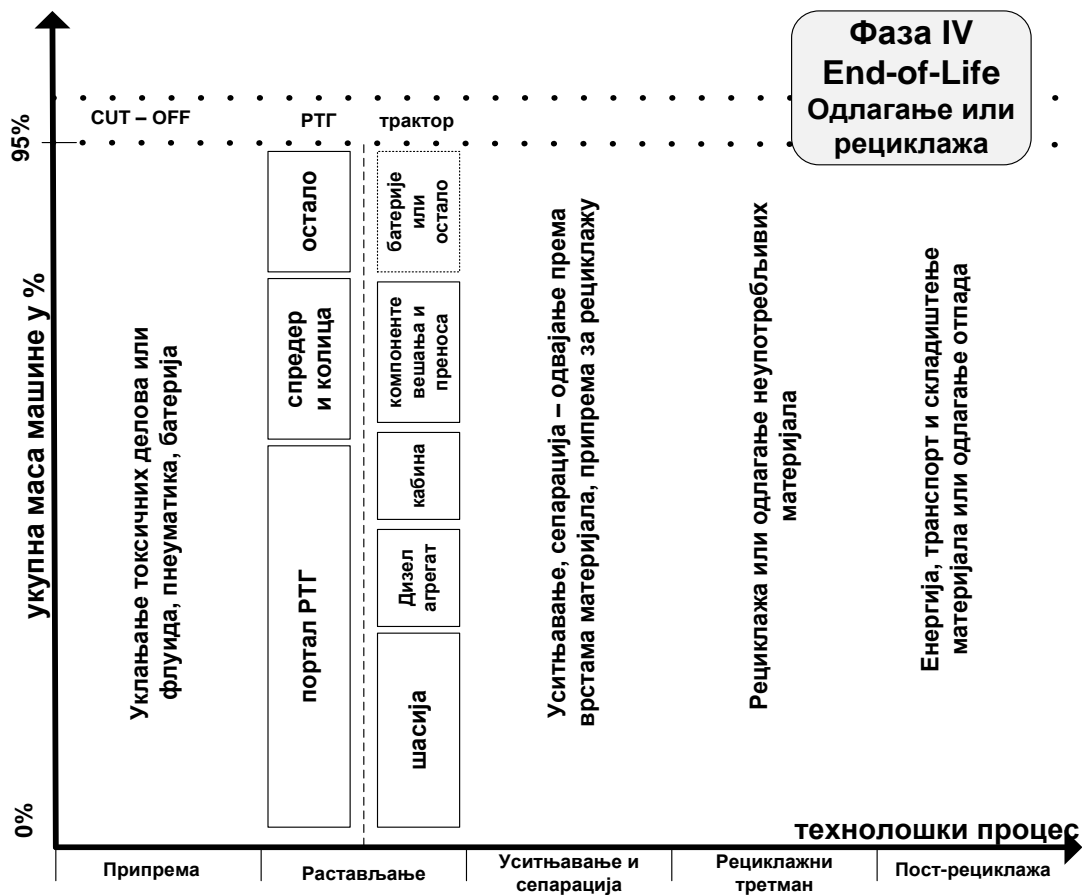 Фаза IV
End-of-Life
Одлагање или
рециклажа
CUT – OFF
РТГ
трактор
95%
0%
укупна маса машине у %
Уклањање токсичних делова или
флуида, пнеуматика, батерија
остало
спредер
и колица
портал РТГ
батерије
или
остало
компоненте
вешања и
преноса
кабина
Дизел
агрегат
шасија
Уситњавање, сепарација – одвајање према
врстама материјала, припрема за рециклажу
Рециклажа или одлагање неупотребљивих
материјала
Енергија, транспорт и складиштење
материјала или одлагање отпада
технолошки процес
Припрема
Растављање
Уситњавање и
сепарација
Рециклажни
третман
Пост-рециклажа